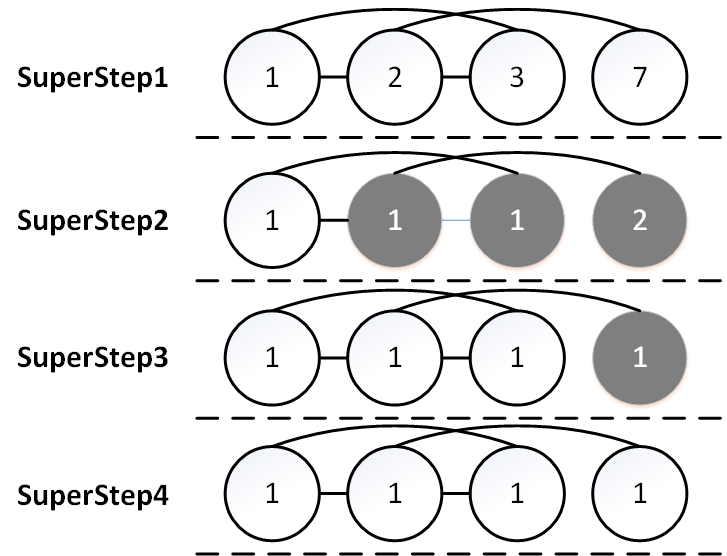 SuperStep1 1 2 3 7
SuperStep2 1 1 1 2
SuperStep3 1 1 1 1
SuperStep4 1 1 1 1